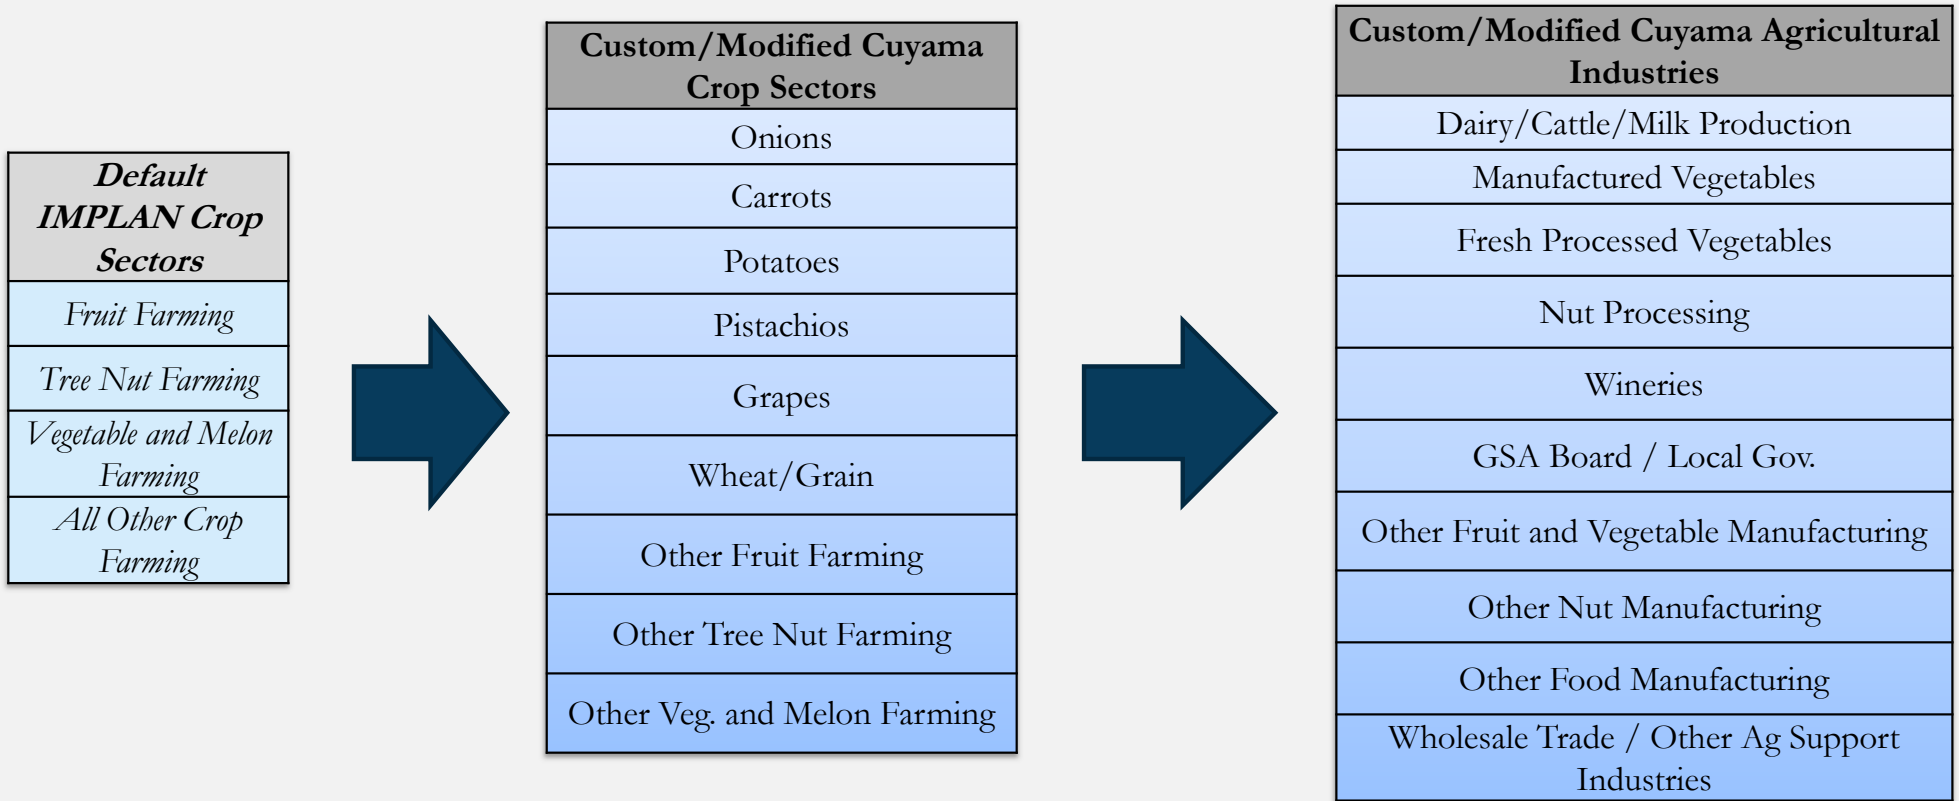 Default
IMPLAN Crop
Sectors
Fruit Farming
Tree Nut Farming
Vegetable and Melon
Farming
All Other Crop
Farming
Custom/Modified Cuyama
Crop Sectors
Onions
Carrots
Potatoes
Pistachios
Grapes
Wheat/Grain
Other Fruit Farming
Other Tree Nut Farming
Other Veg. and Melon Farming
Custom/Modified Cuyama Agricultural
Industries
Dairy/Cattle/Milk Production
Manufactured Vegetables
Fresh Processed Vegetables
Nut Processing
Wineries
GSA Board / Local Gov.
Other Fruit and Vegetable Manufacturing
Other Nut Manufacturing
Other Food Manufacturing
Wholesale Trade / Other Ag Support
Industries